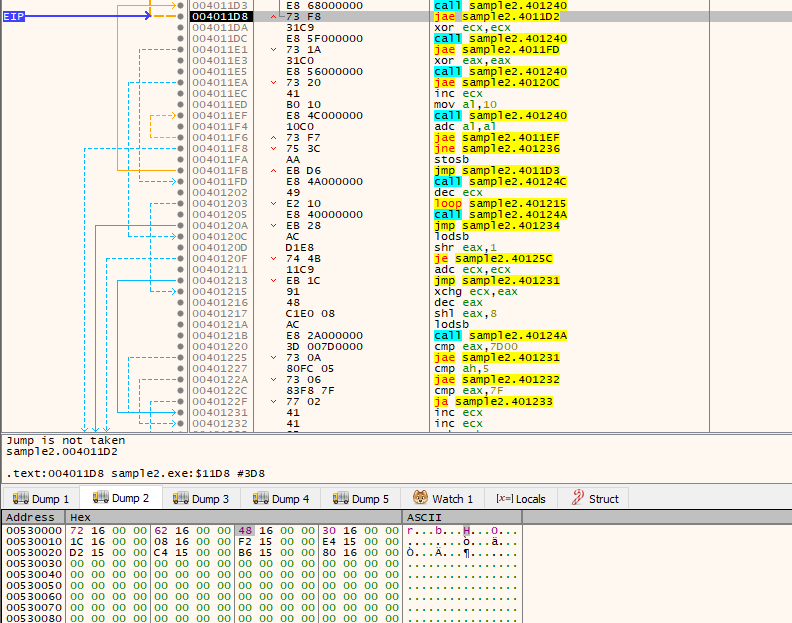 004011D3 E8 68000000 call sample2.401240
EIP 004011D8 73 F8 jae sample2.4011D2
004011DA 31C9 xor ecx,ecx
004011DC E8 5F000000 call sample2.401240
004011E1 73 1A jae sample2.4011FD
004011E3 31C0 xor eax,eax
004011E5 E8 56000000 call sample2.401240
004011EA 73 20 jae sample2.40120C
004011EC 41 inc ecx
004011ED B0 10 mov al,10
004011EF E8 4C000000 call sample2.401240
004011F4 10C0 adc al,al
004011F6 73 F7 jae sample2.4011EF
004011F8 75 3C jne sample2.401236
004011FA AA stosb
004011FB EB D6 jmp sample2.4011D3
004011FD E8 4A000000 call sample2.40124C
00401202 49 dec ecx
00401203 E2 10 loop sample2.401215
00401205 E8 40000000 call sample2.40124A
0040120A EB 28 jmp sample2.401234
0040120C AC lodsb
0040120D D1E8 shr eax,1
0040120F 74 4B je sample2.40125C
00401211 11C9 adc ecx,ecx
00401213 EB 1C jmp sample2.401231
00401215 91 xchg ecx,eax
00401216 48 dec eax
00401217 C1E0 08 shl eax,8
0040121A AC lodsb
0040121B E8 2A000000 call sample2.40124A
00401220 3D 007D0000 cmp eax,7D00
00401225 73 0A jae sample2.401231
00401227 80FC 05 cmp ah,5
0040122A 73 06 jae sample2.401232
0040122C 83F8 7F cmp eax,7F
0040122F 77 02 ja sample2.401233
00401231 41 inc ecx
00401232 41 inc ecx
Jump is not taken
sample2.004011D2
.text:004011D8 sample2.exe:$11D8 #3D8
Dump 1 Dump 2 Dump 3 Dump 4 Dump 5 Watch 1 [x=] Locals Struct
Address Hex ASCII
00530000 72 16 00 00 62 16 00 00 48 16 00 00 30 16 00 00 r...b...H...0...
00530010 1C 16 00 00 08 16 00 00 F2 15 00 00 E4 15 00 00 ........ò...ä...
00530020 D2 15 00 00 C4 15 00 00 B6 15 00 00 80 16 00 00 Ò...Ä...¶.......
00530030 00 00 00 00 00 00 00 00 00 00 00 00 00 00 00 00 ................
00530040 00 00 00 00 00 00 00 00 00 00 00 00 00 00 00 00 ................
00530050 00 00 00 00 00 00 00 00 00 00 00 00 00 00 00 00 ................
00530060 00 00 00 00 00 00 00 00 00 00 00 00 00 00 00 00 ................
00530070 00 00 00 00 00 00 00 00 00 00 00 00 00 00 00 00 ................
00530080 00 00 00 00 00 00 00 00 00 00 00 00 00 00 00 00 ................